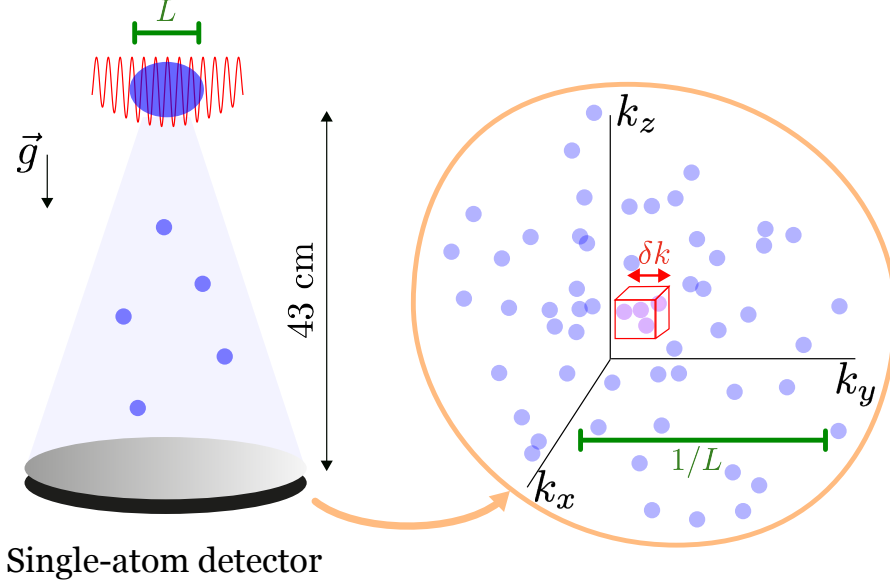 L
g⃗
43 cm
Single-atom detector
k_z
δk
k_y
1/L
k_x